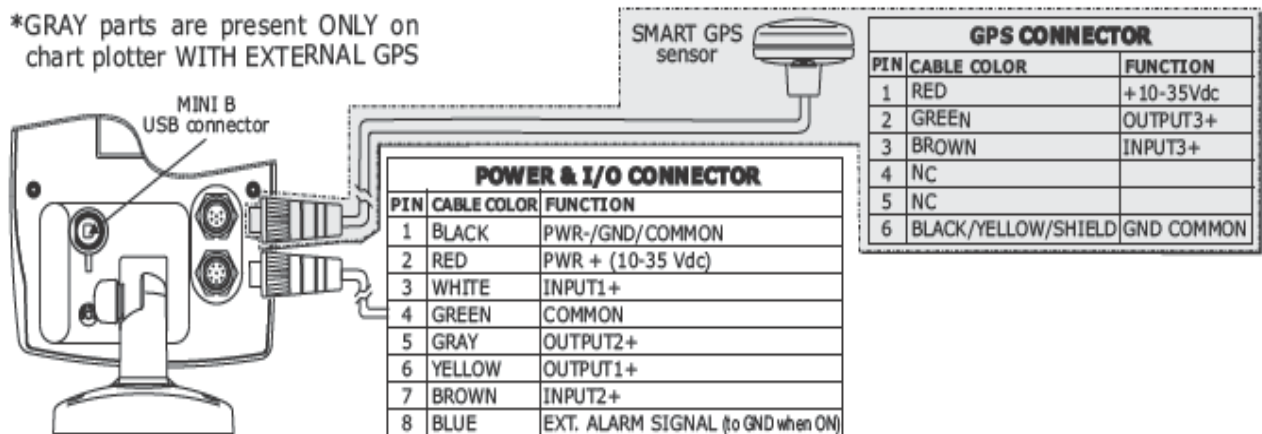 *GRAY parts are present ONLY on
chart plotter WITH EXTERNAL GPS
MINI B
USB connector
SMART GPS
sensor
GPS CONNECTOR
PIN CABLE COLOR FUNCTION
1 RED +10-35Vdc
2 GREEN OUTPUT3+
3 BROWN INPUT3+
4 NC
5 NC
6 BLACK/YELLOW/SHIELD GND COMMON
POWER & I/O CONNECTOR
PIN CABLE COLOR FUNCTION
1 BLACK PWR-/GND/COMMON
2 RED PWR + (10-35 Vdc)
3 WHITE INPUT1+
4 GREEN COMMON
5 GRAY OUTPUT2+
6 YELLOW OUTPUT1+
7 BROWN INPUT2+
8 BLUE EXT. ALARM SIGNAL (to GND when ON)